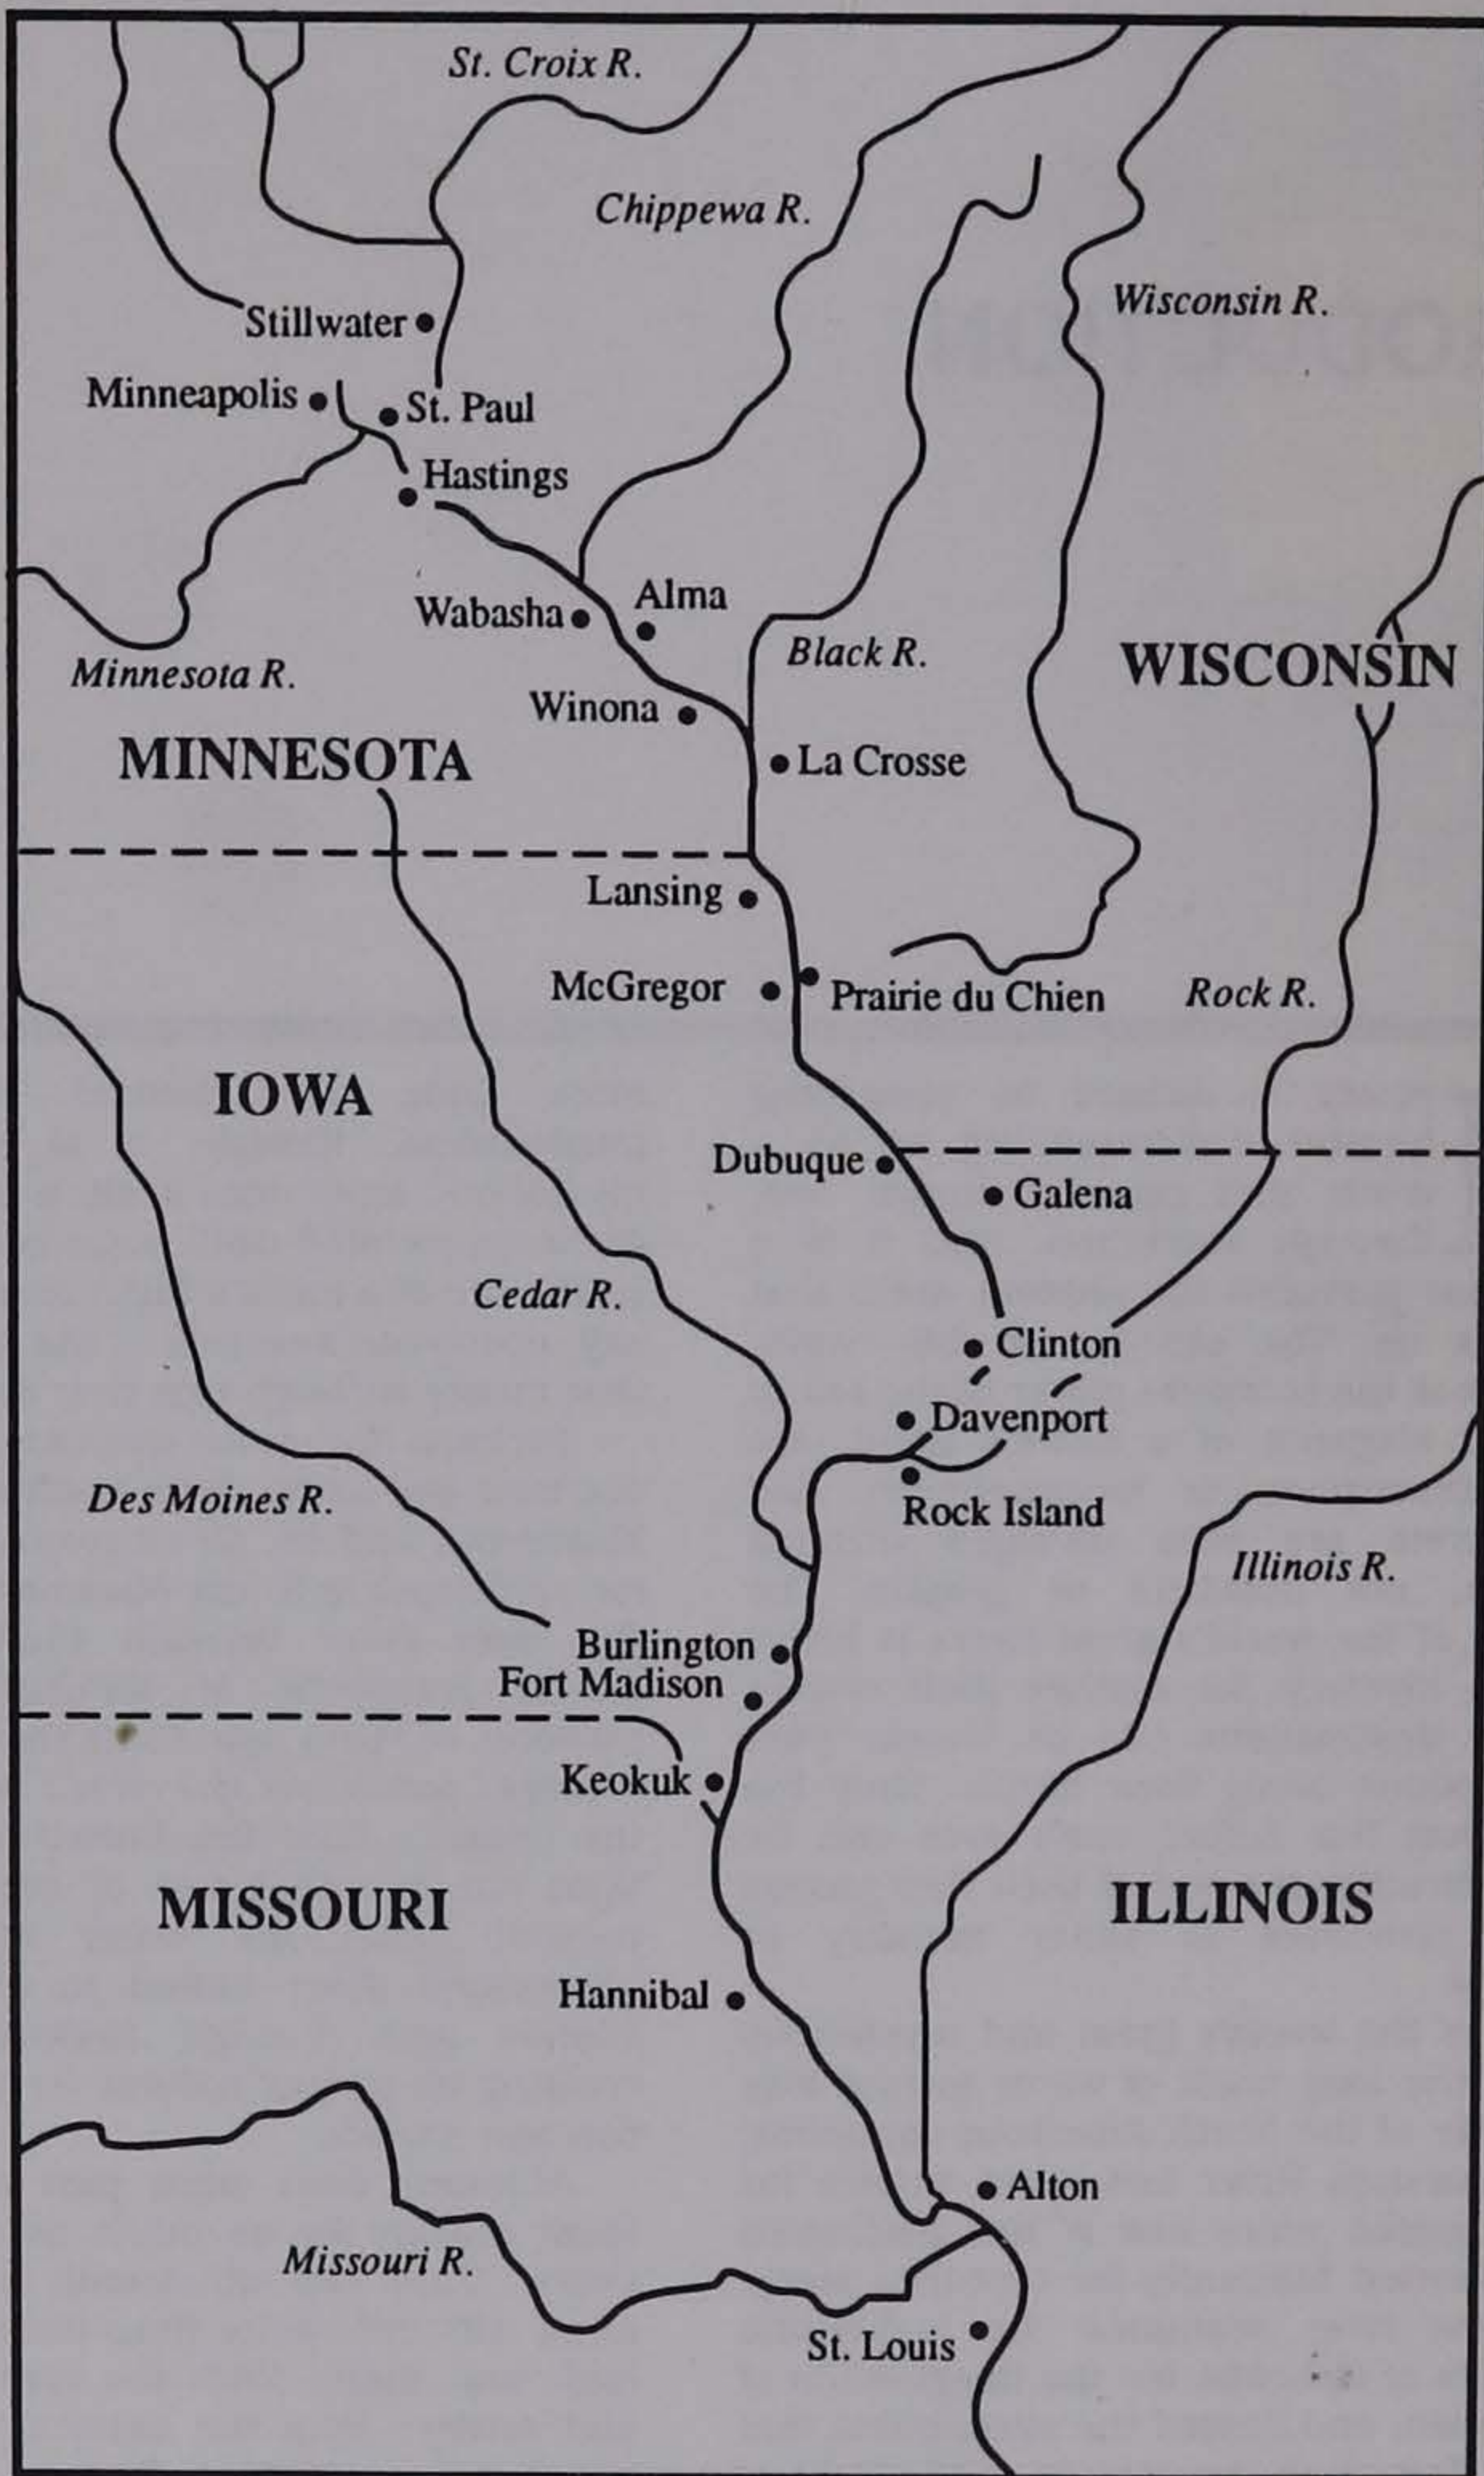 St. Croix R.
Chippewa R.
Wisconsin R.
Stillwater
Minneapolis
St. Paul
Hastings
Alma
Wabasha
Black R.
WISCONSIN
Minnesota R.
Winona
MINNESOTA
La Crosse
Lansing
McGregor
Prairie du Chien
Rock R.
IOWA
Dubuque
Galena
Cedar R.
Clinton
Davenport
Des Moines R.
Rock Island
Illinois R.
Burlington
Fort Madison
Keokuk
MISSOURI
ILLINOIS
Hannibal
Alton
Missouri R.
St. Louis